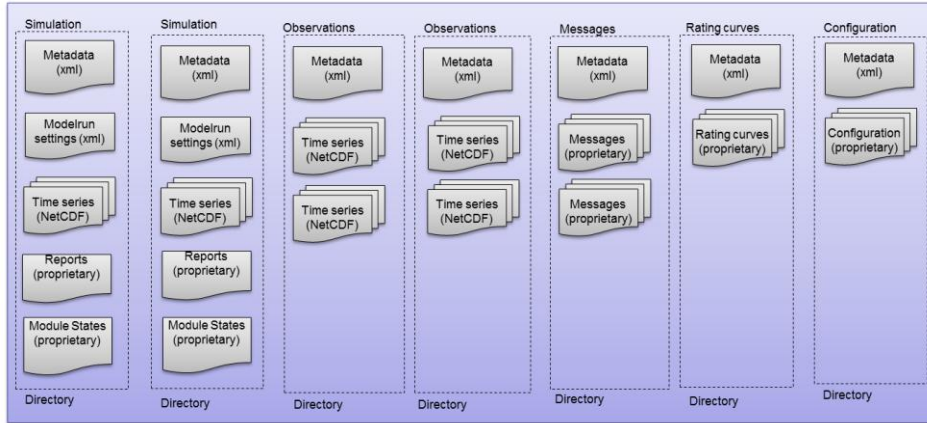 Simulation
Metadata
(xml)
Modelrun
settings (xml)
Time series
(NetCDF)
Reports
(proprietary)
Module States
(proprietary)
Directory
Simulation
Metadata
(xml)
Modelrun
settings (xml)
Time series
(NetCDF)
Reports
(proprietary)
Module States
(proprietary)
Directory
Observations
Metadata
(xml)
Time series
(NetCDF)
Time series
(NetCDF)
Directory
Observations
Metadata
(xml)
Time series
(NetCDF)
Time series
(NetCDF)
Directory
Messages
Metadata
(xml)
Messages
(proprietary)
Messages
(proprietary)
Directory
Rating curves
Metadata
(xml)
Rating curves
(proprietary)
Directory
Configuration
Metadata
(xml)
Configuration
(proprietary)
Directory